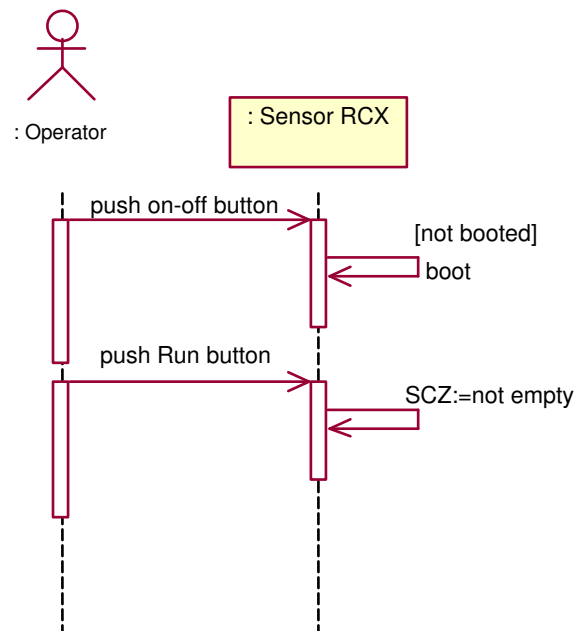 : Operator
: Sensor RCX
push on-off button
[not booted]
boot
push Run button
SCZ:=not empty